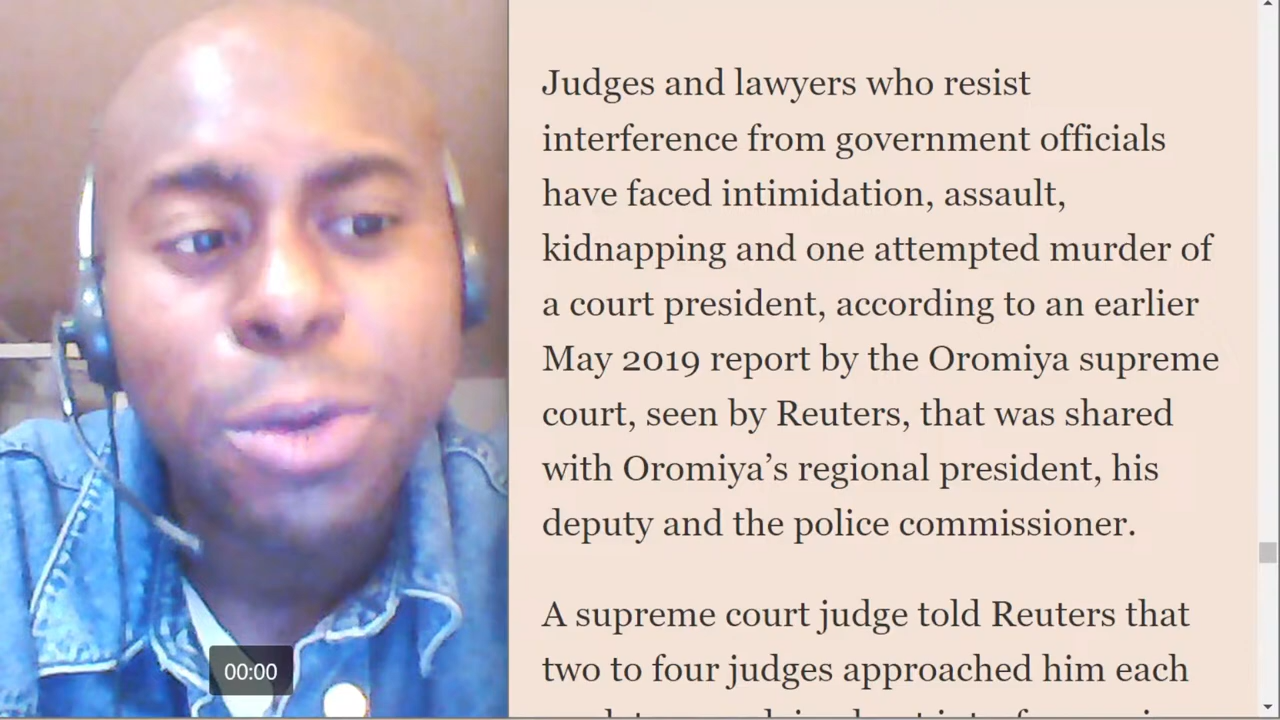 Judges and lawyers who resist
interference from government officials
have faced intimidation, assault,
kidnapping and one attempted murder of
a court president, according to an earlier
May 2019 report by the Oromiya supreme
court, seen by Reuters, that was shared
with Oromiya’s regional president, his
deputy and the police commissioner.
A supreme court judge told Reuters that
two to four judges approached him each
00:00